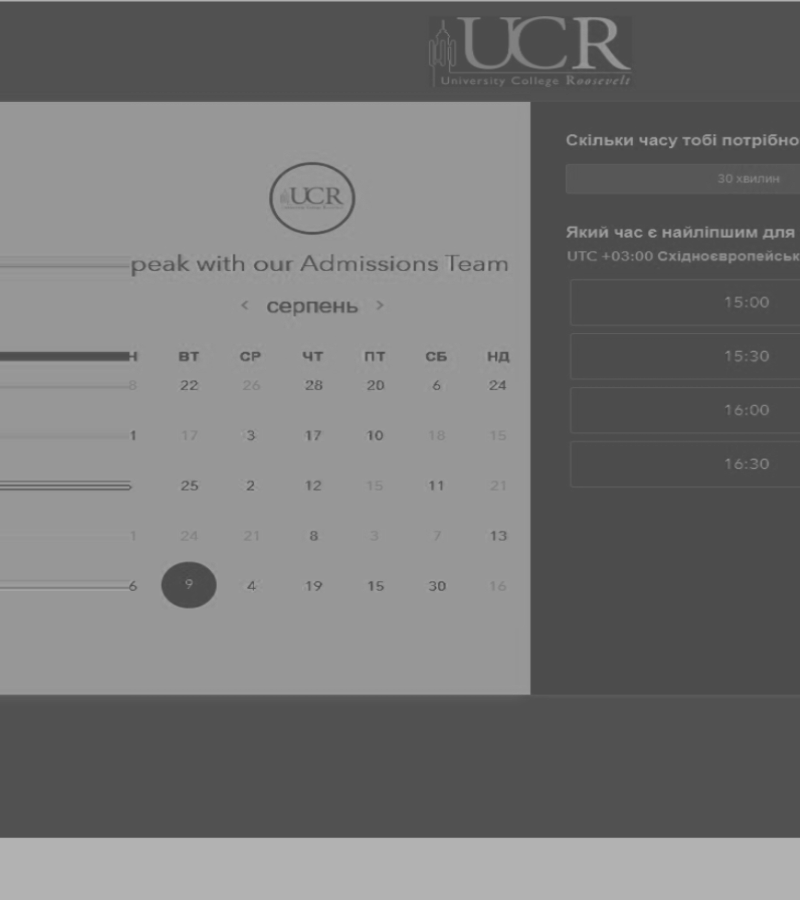 UCR
University College Roosevelt
UCR
peak with our Admissions Team
‹ серпень ›
Н ВТ СР ЧТ ПТ СБ НД
8 22 26 28 20 6 24
1 17 3 17 10 18 15
25 2 12 15 11 21
1 24 21 8 3 7 13
6 9 4 19 15 30 16
Скільки часу тобі потрібно
30 хвилин
Який час є найліпшим для
UTC +03:00 Східноєвропейськ
15:00
15:30
16:00
16:30